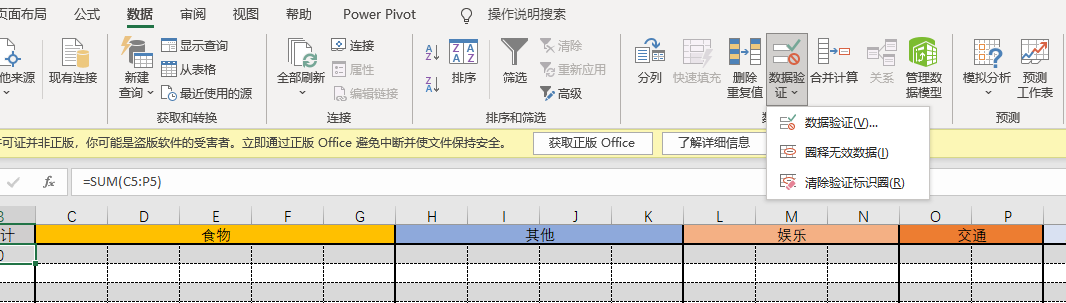 页面布局 公式 数据 审阅 视图 帮助 Power Pivot 操作说明搜索
他来源
现有连接
新建
查询
显示查询
从表格
最近使用的源
获取和转换
全部刷新
连接
属性
编辑链接
连接
排序
筛选
清除
重新应用
高级
排序和筛选
分列
快速填充
删除
重复值
数据验
证
合并计算
关系
管理数
据模型
模拟分析
预测
工作表
预测
数据验证(V)...
圈释无效数据(I)
清除验证标识圈(R)
许可证并非正版，你可能是盗版软件的受害者。立即通过正版 Office 避免中断并使文件保持安全。 获取正版 Office 了解详细信息
fx =SUM(C5:P5)
B C D E F G H I J K L M N O P
计 食物 其他 娱乐 交通
0